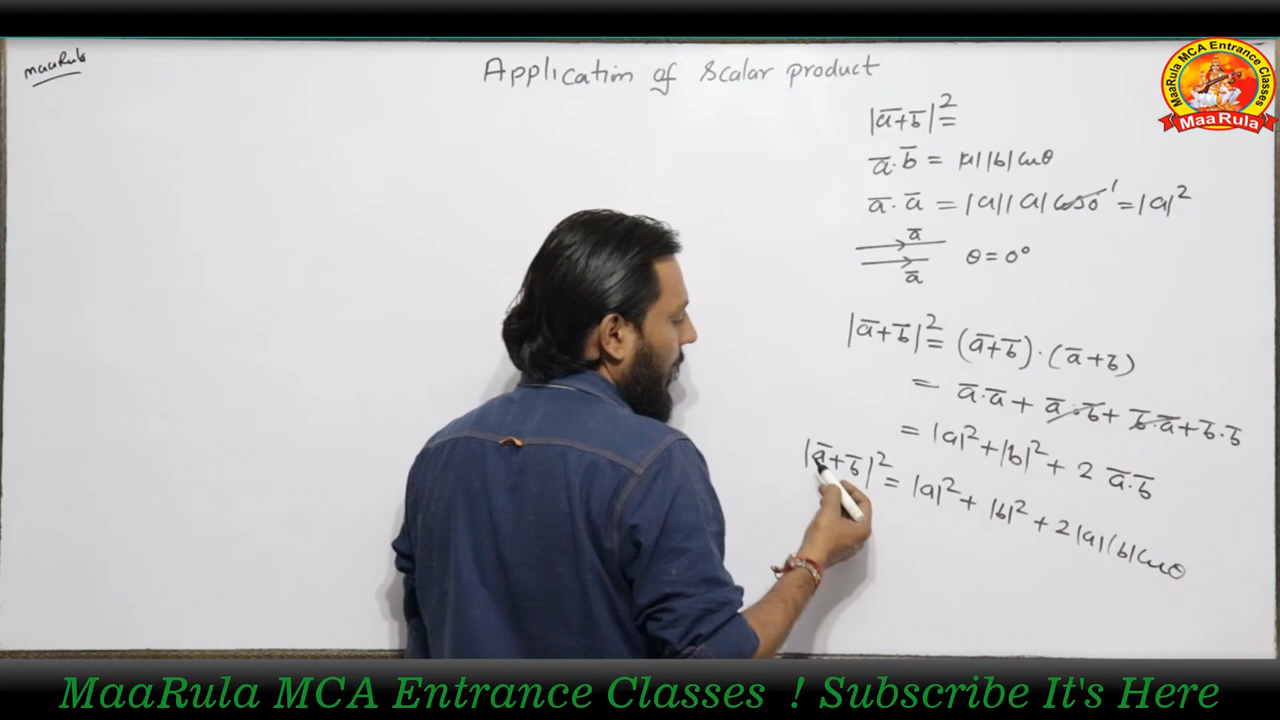 maaRula
Application of Scalar product
MaaRula MCA Entrance Classes
MaaRula
|a̅+b̅|²=
a̅·b̅ = |a||b|cosθ
a̅·a̅ = |a||a|cos0¹ = |a|²
a̅
a̅
θ=0°
|a̅+b̅|²= (a̅+b̅)·(a̅+b̅)
= a̅·a̅ + a̅·b̅ + b̅·a̅ + b̅·b̅
= |a|²+|b|²+ 2 a̅·b̅
|a̅+b̅|²= |a|²+ |b|²+ 2|a||b|cosθ
MaaRula MCA Entrance Classes ! Subscribe It's Here